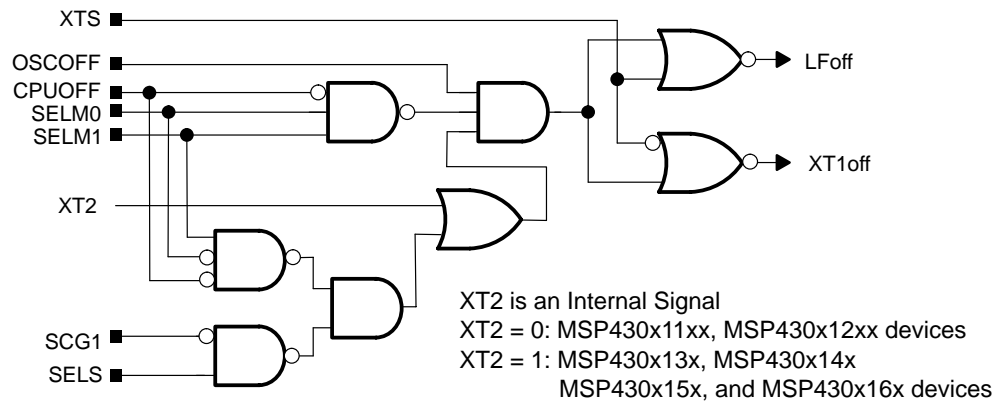 XTS
OSCOFF
CPUOFF
SELM0
SELM1
LFoff
XT1off
XT2
SCG1
SELS
XT2 is an Internal Signal
XT2 = 0: MSP430x11xx, MSP430x12xx devices
XT2 = 1: MSP430x13x, MSP430x14x
MSP430x15x, and MSP430x16x devices